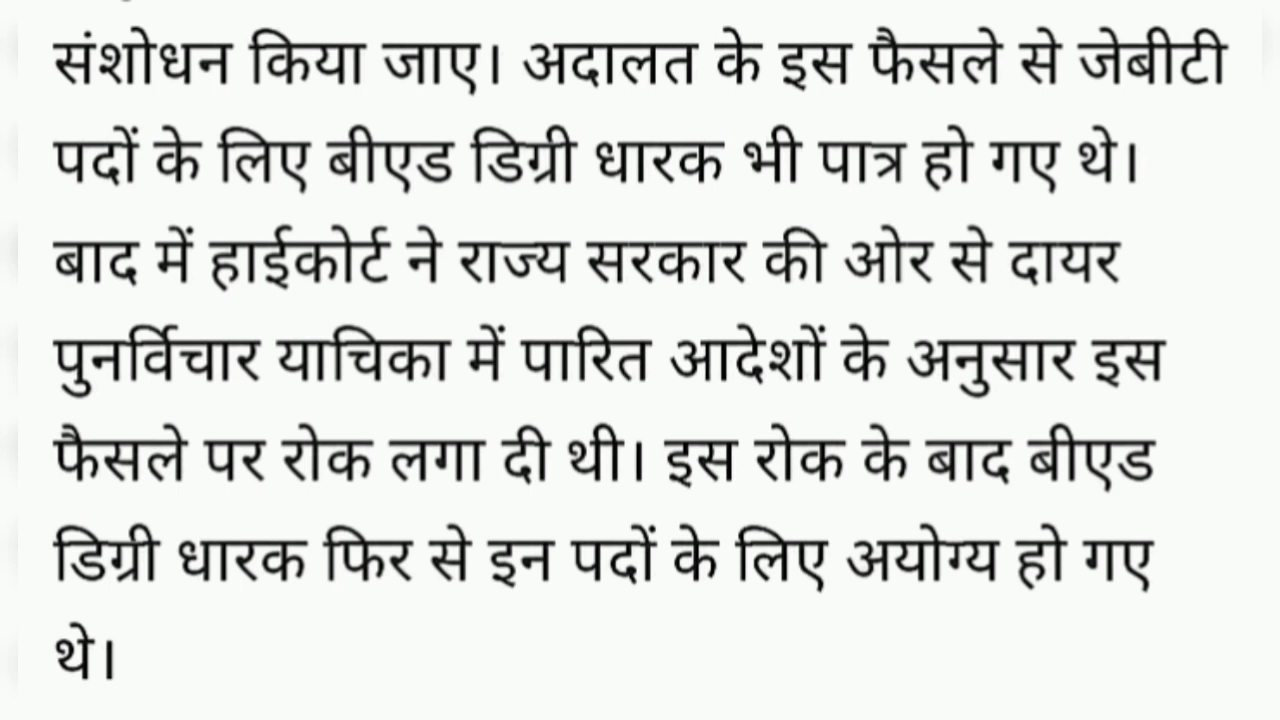 संशोधन किया जाए। अदालत के इस फैसले से जेबीटी
पदों के लिए बीएड डिग्री धारक भी पात्र हो गए थे।
बाद में हाईकोर्ट ने राज्य सरकार की ओर से दायर
पुनर्विचार याचिका में पारित आदेशों के अनुसार इस
फैसले पर रोक लगा दी थी। इस रोक के बाद बीएड
डिग्री धारक फिर से इन पदों के लिए अयोग्य हो गए
थे।